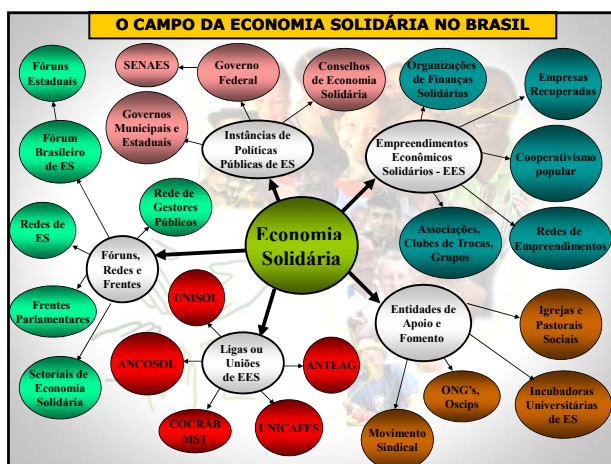 O CAMPO DA ECONOMIA SOLIDÁRIA NO BRASIL
Fóruns
Estaduais
SENAES
Governo
Federal
Conselhos
de Economia
Solidária
Organizações
de Finanças
Solidárias
Empresas
Recuperadas
Governos
Municipais e
Estaduais
Instâncias de
Políticas
Públicas de ES
Fórum
Brasileiro
de ES
Empreendimentos
Econômicos
Solidários - EES
Cooperativismo
popular
Rede de
Gestores
Públicos
Redes de
ES
Economia
Solidária
Associações,
Clubes de Trocas,
Grupos
Redes de
Empreendimentos
Fóruns,
Redes e
Frentes
Frentes
Parlamentares
UNISOL
Entidades de
Apoio e
Fomento
Igrejas e
Pastorais
Sociais
Setoriais de
Economia
Solidária
ANCOSOL
Ligas ou
Uniões
de EES
ANTEAG
ONG's,
Oscips
Incubadoras
Universitárias
de ES
COCRAB
MST
UNICAFES
Movimento
Sindical